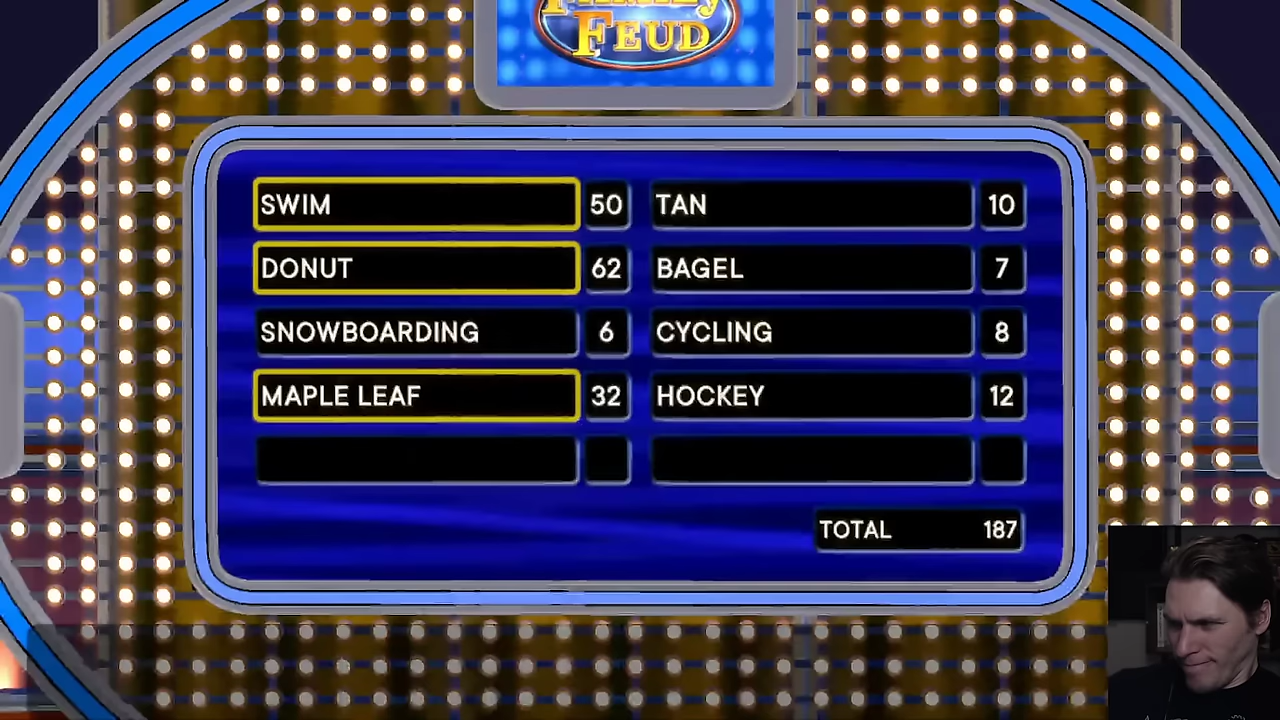 Family
FEUD
SWIM 50 TAN 10
DONUT 62 BAGEL 7
SNOWBOARDING 6 CYCLING 8
MAPLE LEAF 32 HOCKEY 12
TOTAL 187